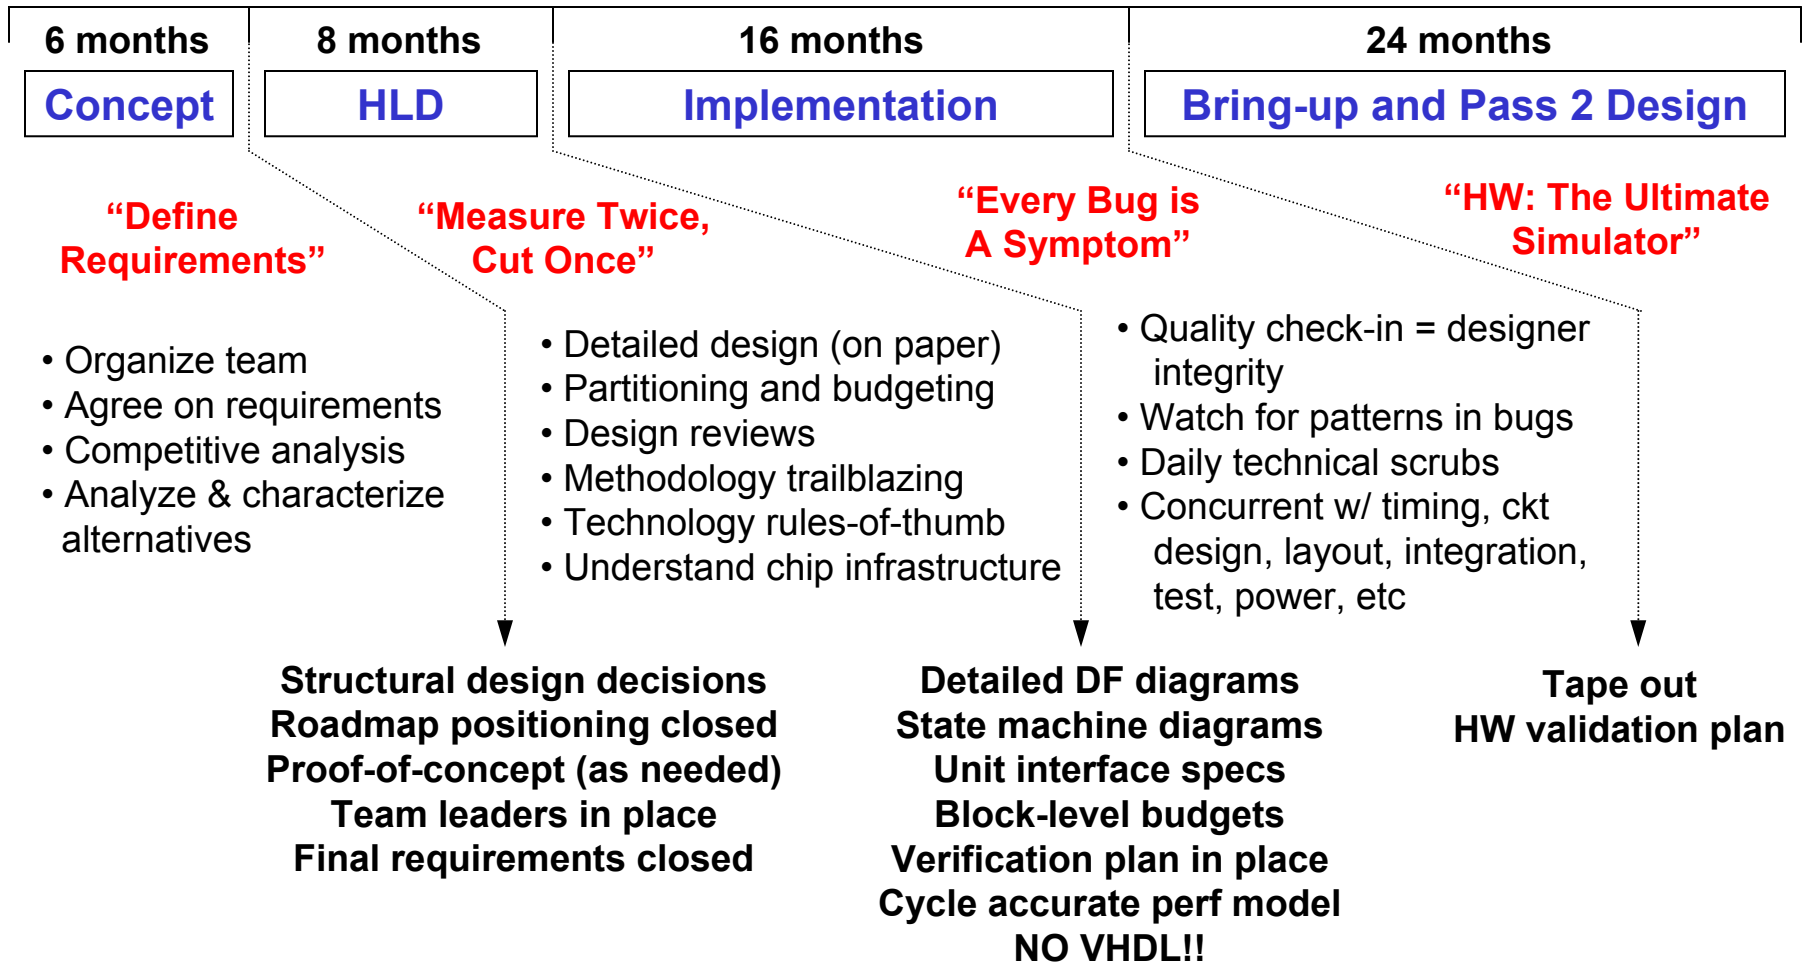 6 months
8 months
16 months
24 months
Concept
HLD
Implementation
Bring-up and Pass 2 Design
“Define
Requirements”
“Measure Twice,
Cut Once”
“Every Bug is
A Symptom”
“HW: The Ultimate
Simulator”
• Organize team
• Agree on requirements
• Competitive analysis
• Analyze & characterize
alternatives
• Detailed design (on paper)
• Partitioning and budgeting
• Design reviews
• Methodology trailblazing
• Technology rules-of-thumb
• Understand chip infrastructure
• Quality check-in = designer
integrity
• Watch for patterns in bugs
• Daily technical scrubs
• Concurrent w/ timing, ckt
design, layout, integration,
test, power, etc
Structural design decisions
Roadmap positioning closed
Proof-of-concept (as needed)
Team leaders in place
Final requirements closed
Detailed DF diagrams
State machine diagrams
Unit interface specs
Block-level budgets
Verification plan in place
Cycle accurate perf model
NO VHDL!!
Tape out
HW validation plan